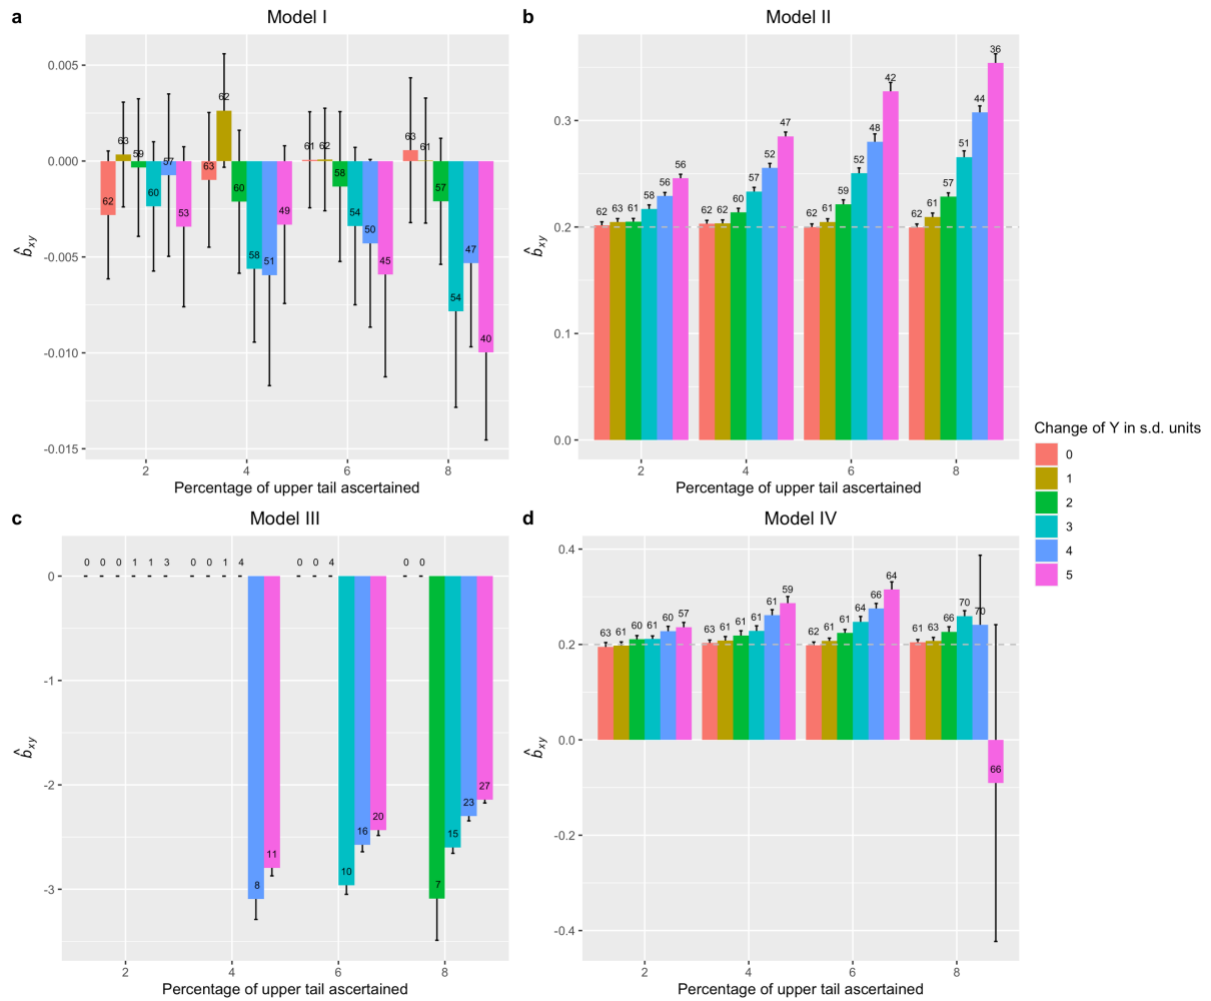 a
Model I
0.005
0.000
-0.005
-0.010
-0.015
b̂xy
62 63 59 60 57 53 63 62 60 58 51 49 61 62 58 54 50 45 63 61 57 54 47 40
2 4 6 8
Percentage of upper tail ascertained
b
Model II
0.3
0.2
0.1
0.0
b̂xy
62 63 61 58 56 56 62 62 60 57 52 47 62 61 59 52 48 42 62 61 57 51 44 36
2 4 6 8
Percentage of upper tail ascertained
Change of Y in s.d. units
0
1
2
3
4
5
c
Model III
0
-1
-2
-3
b̂xy
0 0 0 1 1 3 0 0 1 4 8 11 0 0 4 10 16 20 0 0 7 15 23 27
2 4 6 8
Percentage of upper tail ascertained
d
Model IV
0.4
0.2
0.0
-0.2
-0.4
b̂xy
63 61 60 61 60 57 63 61 61 61 61 59 62 61 61 64 66 64 61 63 66 70 70 66
2 4 6 8
Percentage of upper tail ascertained